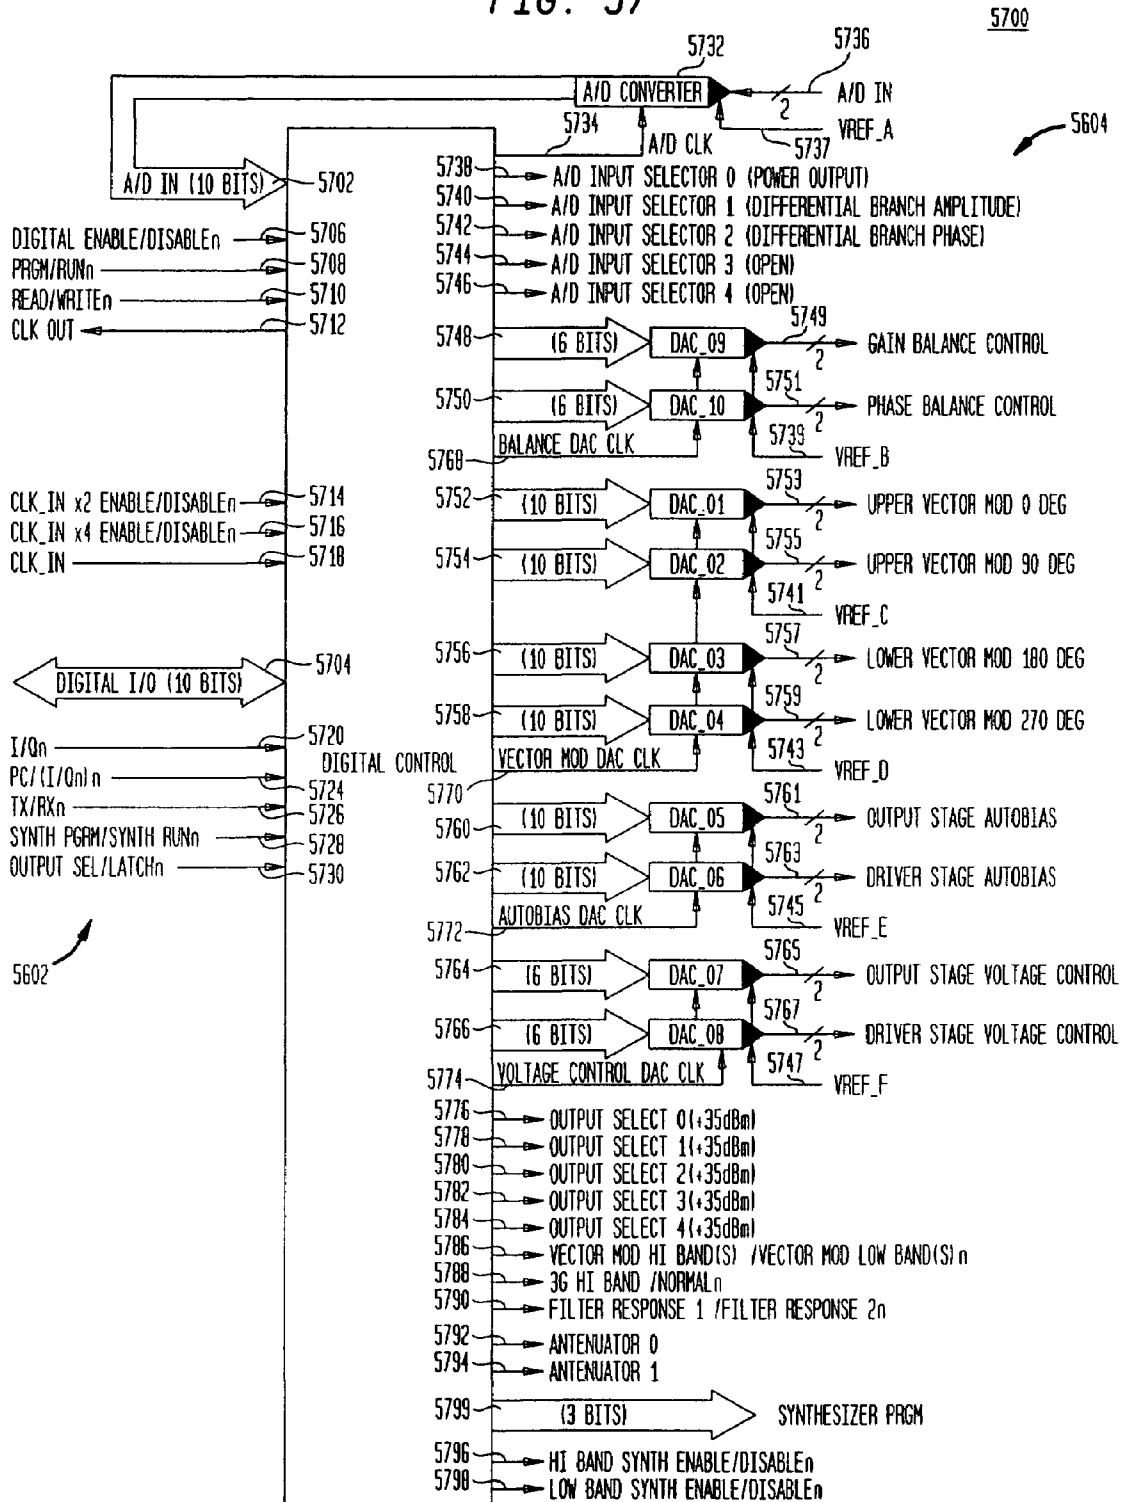 FIG. 57
5700
5732
5736
A/D CONVERTER
2
A/D IN
5734
A/D CLK
5737
VREF_A
5604
A/D IN (10 BITS)
5702
5738
A/D INPUT SELECTOR 0 (POWER OUTPUT)
5740
A/D INPUT SELECTOR 1 (DIFFERENTIAL BRANCH AMPLITUDE)
5742
A/D INPUT SELECTOR 2 (DIFFERENTIAL BRANCH PHASE)
5744
A/D INPUT SELECTOR 3 (OPEN)
5746
A/D INPUT SELECTOR 4 (OPEN)
DIGITAL ENABLE/DISABLEn
5706
PRGM/RUNn
5708
READ/WRITEn
5710
CLK OUT
5712
5748
(6 BITS)
DAC_09
5749
2
GAIN BALANCE CONTROL
5750
(6 BITS)
DAC_10
5751
2
PHASE BALANCE CONTROL
5768
BALANCE DAC CLK
5739
VREF_B
CLK_IN x2 ENABLE/DISABLEn
5714
CLK_IN x4 ENABLE/DISABLEn
5716
CLK_IN
5718
5752
(10 BITS)
DAC_01
5753
2
UPPER VECTOR MOD 0 DEG
5754
(10 BITS)
DAC_02
5755
2
UPPER VECTOR MOD 90 DEG
5741
VREF_C
5756
(10 BITS)
DAC_03
5757
2
LOWER VECTOR MOD 180 DEG
DIGITAL I/O (10 BITS)
5704
5758
(10 BITS)
DAC_04
5759
2
LOWER VECTOR MOD 270 DEG
5770
VECTOR MOD DAC CLK
5743
VREF_D
I/Qn
5720
DIGITAL CONTROL
PC/(I/Qn)n
5724
TX/RXn
5726
SYNTH PGRM/SYNTH RUNn
5728
OUTPUT SEL/LATCHn
5730
5602
5760
(10 BITS)
DAC_05
5761
2
OUTPUT STAGE AUTOBIAS
5762
(10 BITS)
DAC_06
5763
2
DRIVER STAGE AUTOBIAS
5772
AUTOBIAS DAC CLK
5745
VREF_E
5764
(6 BITS)
DAC_07
5765
2
OUTPUT STAGE VOLTAGE CONTROL
5766
(6 BITS)
DAC_08
5767
2
DRIVER STAGE VOLTAGE CONTROL
5774
VOLTAGE CONTROL DAC CLK
5747
VREF_F
5776
OUTPUT SELECT 0(+35dBm)
5778
OUTPUT SELECT 1(+35dBm)
5780
OUTPUT SELECT 2(+35dBm)
5782
OUTPUT SELECT 3(+35dBm)
5784
OUTPUT SELECT 4(+35dBm)
5786
VECTOR MOD HI BAND(S) /VECTOR MOD LOW BAND(S)n
5788
3G HI BAND /NORMALn
5790
FILTER RESPONSE 1 /FILTER RESPONSE 2n
5792
ANTENUATOR 0
5794
ANTENUATOR 1
5799
(3 BITS)
SYNTHESIZER PRGM
5796
HI BAND SYNTH ENABLE/DISABLEn
5798
LOW BAND SYNTH ENABLE/DISABLEn